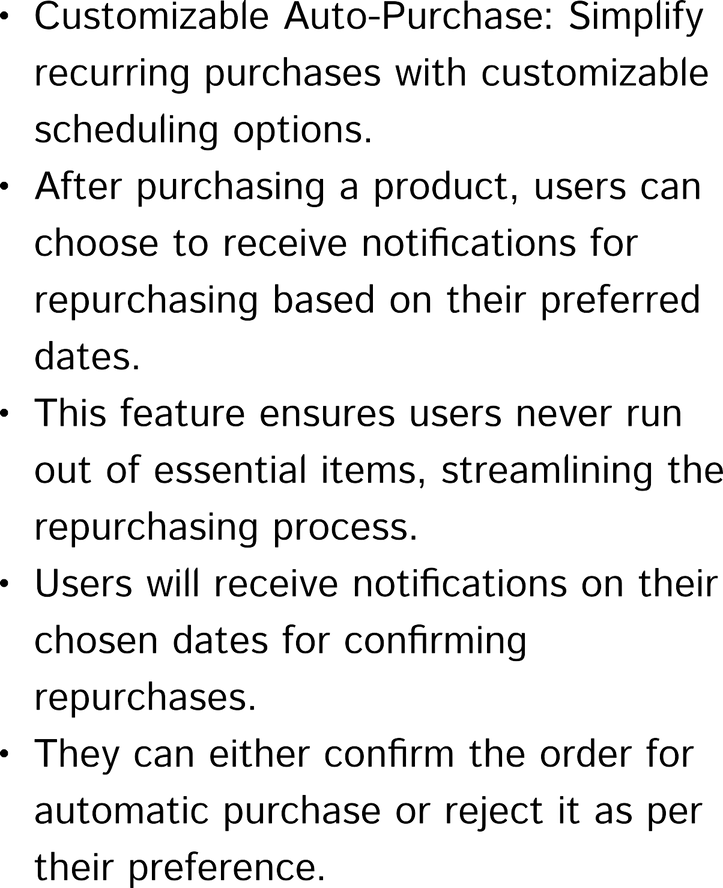 • Customizable Auto-Purchase: Simplify
recurring purchases with customizable
scheduling options.
• After purchasing a product, users can
choose to receive notifications for
repurchasing based on their preferred
dates.
• This feature ensures users never run
out of essential items, streamlining the
repurchasing process.
• Users will receive notifications on their
chosen dates for confirming
repurchases.
• They can either confirm the order for
automatic purchase or reject it as per
their preference.